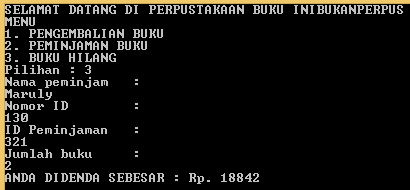 SELAMAT DATANG DI PERPUSTAKAAN BUKU INIBUKANPERPUS
MENU
1. PENGEMBALIAN BUKU
2. PEMINJAMAN BUKU
3. BUKU HILANG
Pilihan : 3
Nama peminjam :
Maruly
Nomor ID :
130
ID Peminjaman :
321
Jumlah buku :
2
ANDA DIDENDA SEBESAR : Rp. 18842